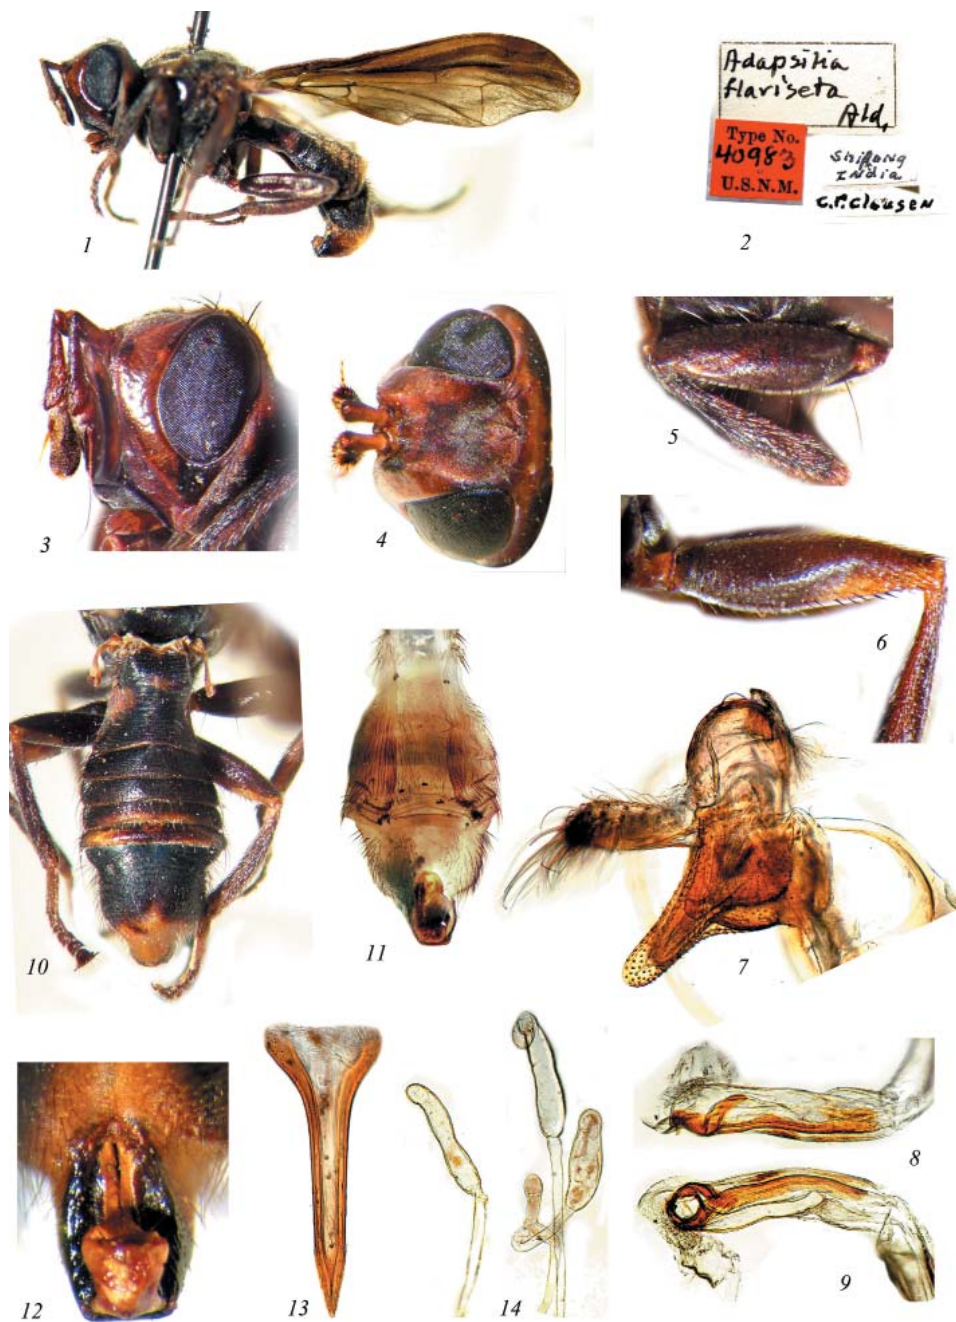 Adapsilia
flaviseta
Ald.
Type No.
40983
U.S.N.M.
Shillong
India
C.P. Clausen
1
2
3
4
5
6
10
11
7
12
13
14
8
9